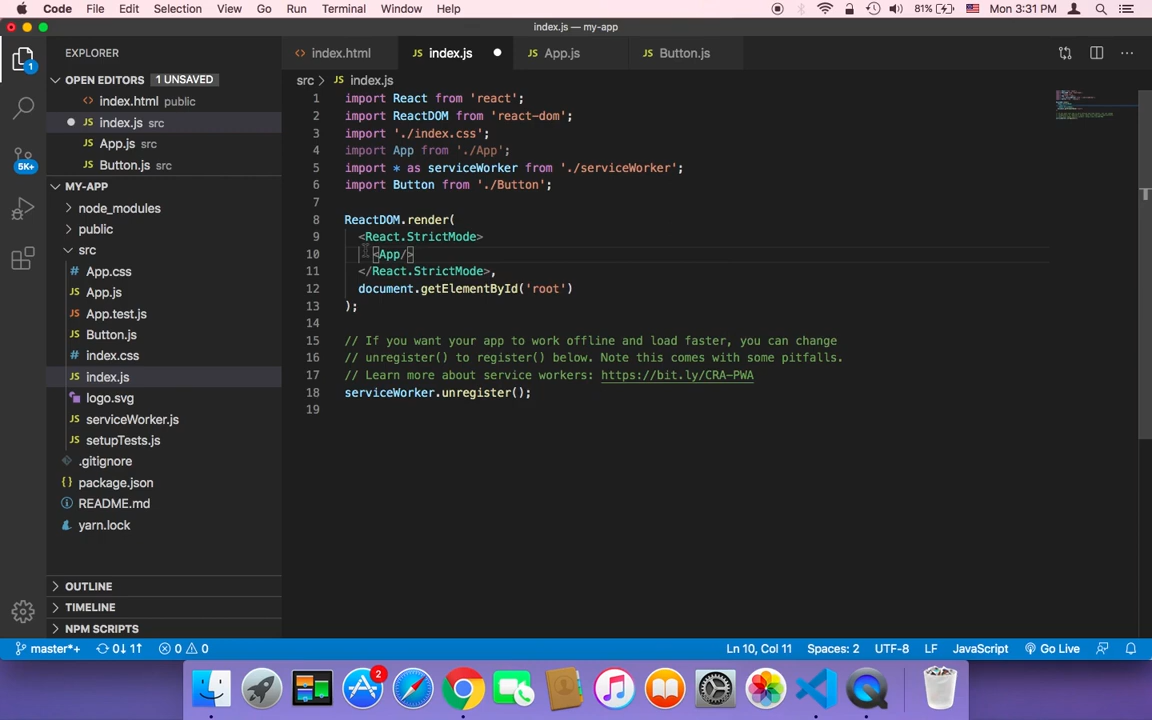 Code File Edit Selection View Go Run Terminal Window Help 81% Mon 3:31 PM
index.js — my-app
EXPLORER
index.html
index.js
App.js
Button.js
OPEN EDITORS 1 UNSAVED
index.html public
index.js src
App.js src
Button.js src
MY-APP
node_modules
public
src
App.css
App.js
App.test.js
Button.js
index.css
index.js
logo.svg
serviceWorker.js
setupTests.js
.gitignore
package.json
README.md
yarn.lock
OUTLINE
TIMELINE
NPM SCRIPTS
1
5K+
src > JS index.js
1 import React from 'react';
2 import ReactDOM from 'react-dom';
3 import './index.css';
4 import App from './App';
5 import * as serviceWorker from './serviceWorker';
6 import Button from './Button';
7
8 ReactDOM.render(
9 <React.StrictMode>
10 <App/>
11 </React.StrictMode>,
12 document.getElementById('root')
13 );
14
15 // If you want your app to work offline and load faster, you can change
16 // unregister() to register() below. Note this comes with some pitfalls.
17 // Learn more about service workers: https://bit.ly/CRA-PWA
18 serviceWorker.unregister();
19
master*+ 0↓ 1↑ 0 0 Ln 10, Col 11 Spaces: 2 UTF-8 LF JavaScript Go Live
2